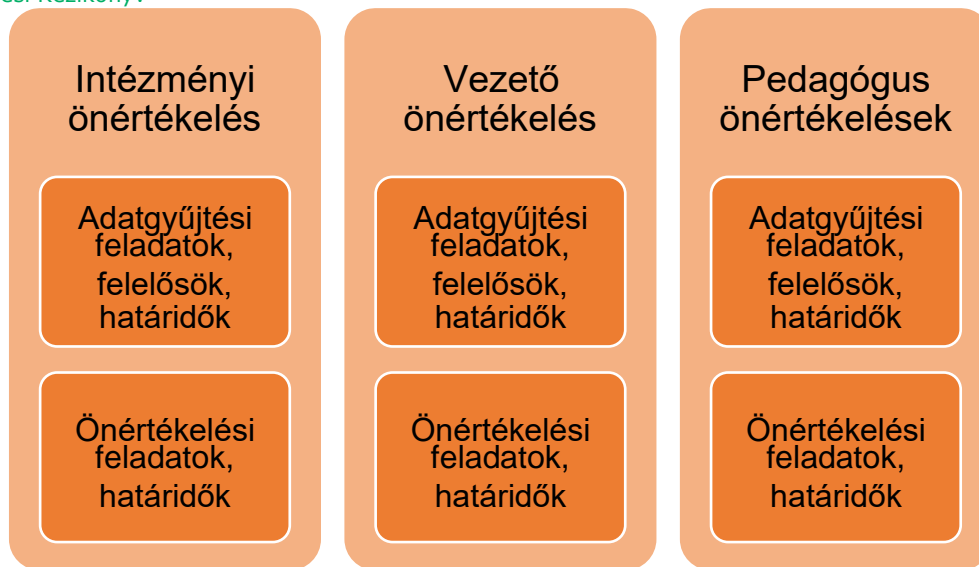 Intézményi
önértékelés
Adatgyűjtési
feladatok,
felelősök,
határidők
Önértékelési
feladatok,
határidők
Vezető
önértékelés
Adatgyűjtési
feladatok,
felelősök,
határidők
Önértékelési
feladatok,
határidők
Pedagógus
önértékelések
Adatgyűjtési
feladatok,
felelősök,
határidők
Önértékelési
feladatok,
határidők